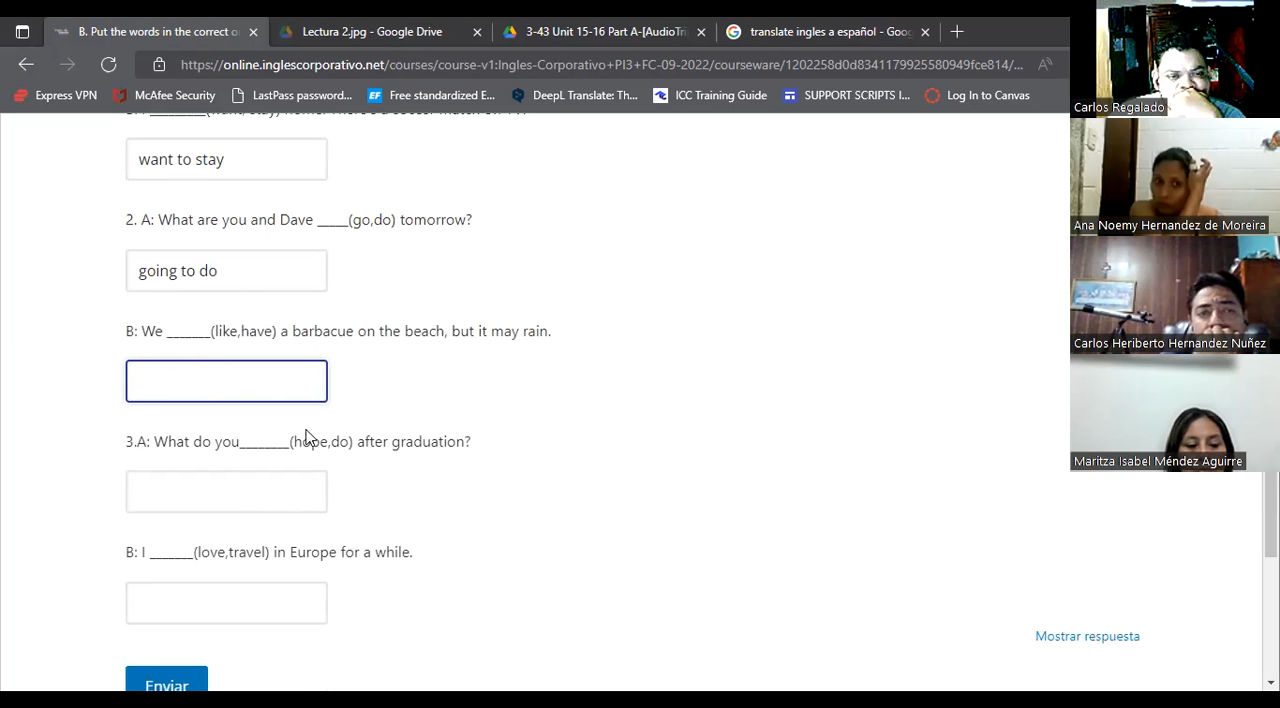 B. Put the words in the correct o
Lectura 2.jpg - Google Drive
3-43 Unit 15-16 Part A-[AudioTri
translate ingles a español - Goog
https://online.inglescorporativo.net/courses/course-v1:Ingles-Corporativo+PI3+FC-09-2022/courseware/1202258d0d8341179925580949fce814/...
Express VPN
McAfee Security
LastPass password...
Free standardized E...
DeepL Translate: Th...
ICC Training Guide
SUPPORT SCRIPTS I...
Log In to Canvas
want to stay
2. A: What are you and Dave _____(go,do) tomorrow?
going to do
B: We _______(like,have) a barbacue on the beach, but it may rain.
3.A: What do you________(hope,do) after graduation?
B: I _______(love,travel) in Europe for a while.
Mostrar respuesta
Enviar
Carlos Regalado
Ana Noemy Hernandez de Moreira
Carlos Heriberto Hernandez Nuñez
Maritza Isabel Méndez Aguirre